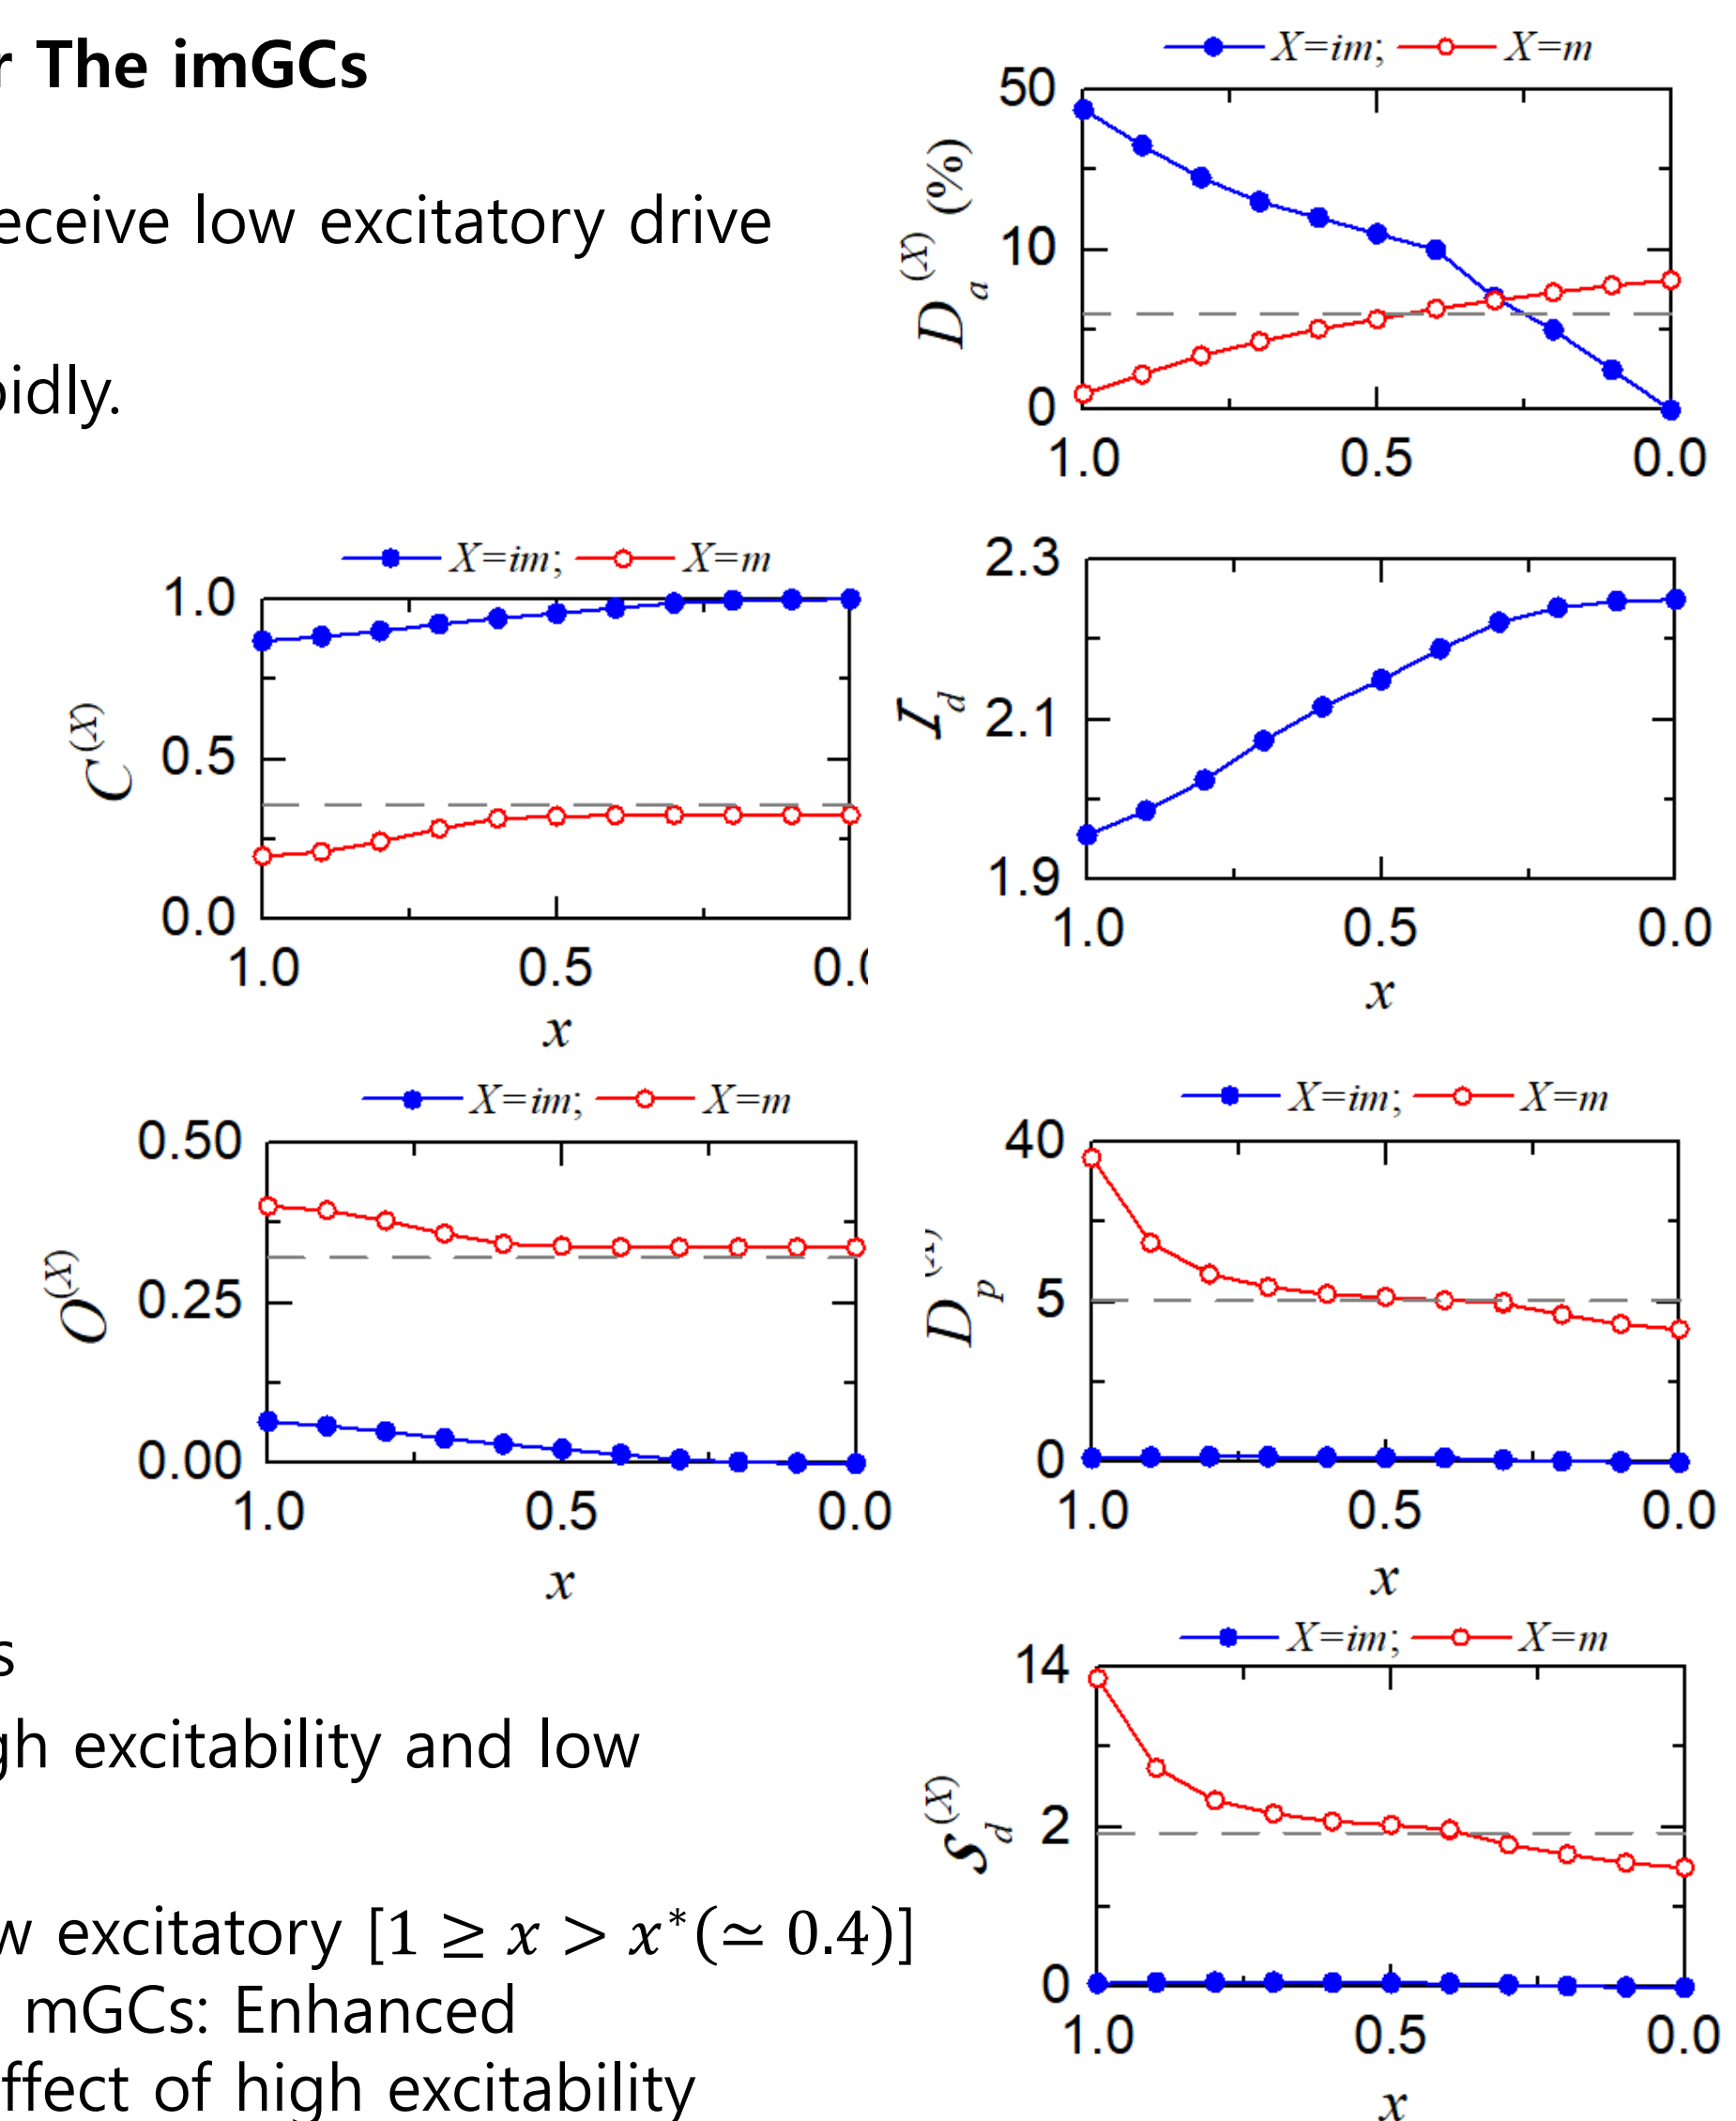 The imGCs
receive low excitatory drive
X=im; X=m
50
10
0
D_a^(X) (%)
1.0 0.5 0.0
X=im; X=m
1.0
0.5
0.0
C^(X)
1.0 0.5
x
2.3
2.1
1.9
I_d
1.0 0.5 0.0
x
X=im; X=m
0.50
0.25
0.00
O^(X)
1.0 0.5 0.0
x
X=im; X=m
40
5
0
D_p
1.0 0.5 0.0
x
excitability and low
excitatory [1 ≥ x > x*(≃ 0.4)]
mGCs: Enhanced
of high excitability
X=im; X=m
14
2
0
S_d^(X)
1.0 0.5 0.0
x